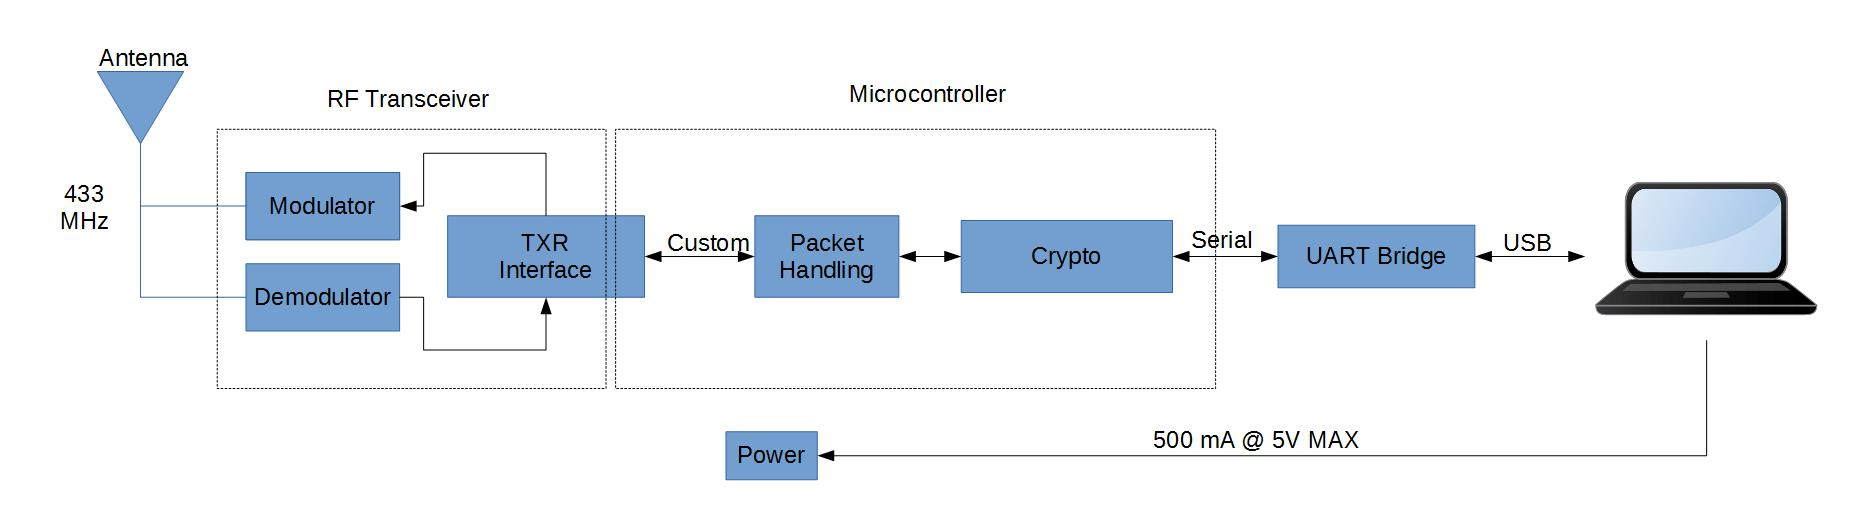 Antenna
RF Transceiver
Microcontroller
433
MHz
Modulator
Demodulator
TXR
Interface
Custom
Packet
Handling
Crypto
Serial
UART Bridge
USB
Power
500 mA @ 5V MAX